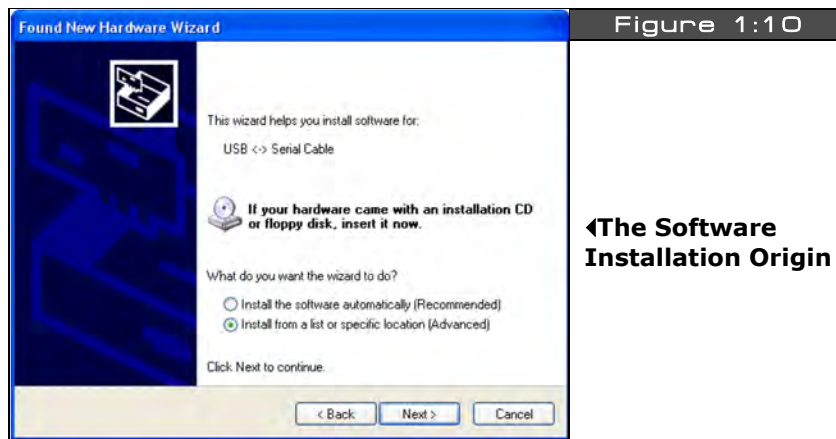 Found New Hardware Wizard
Figure 1:10
This wizard helps you install software for:
USB <-> Serial Cable
If your hardware came with an installation CD
or floppy disk, insert it now.
What do you want the wizard to do?
Install the software automatically (Recommended)
Install from a list or specific location (Advanced)
Click Next to continue.
< Back
Next >
Cancel
The Software
Installation Origin